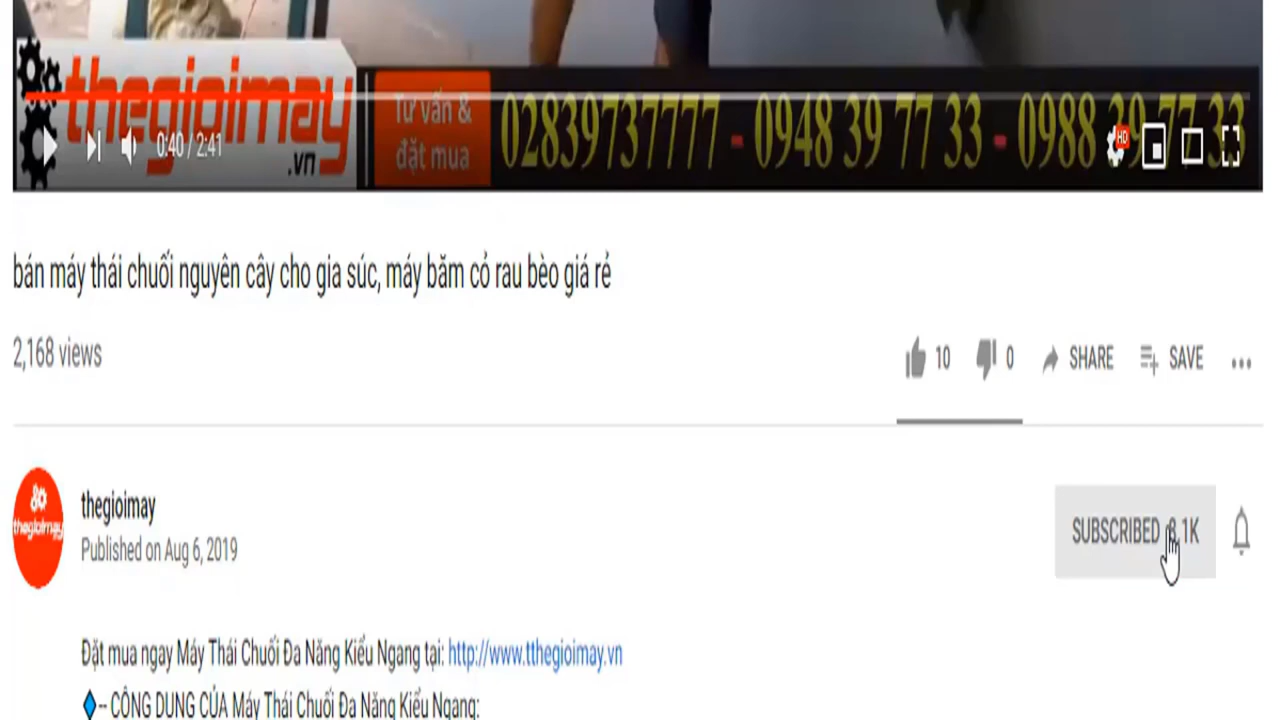 thegioimay
.vn
Tư vấn &
đặt mua
02839737777 - 0948 39 77 33 - 0988 39 77 33
0:40 / 2:41
HD
bán máy thái chuối nguyên cây cho gia súc, máy băm cỏ rau bèo giá rẻ
2,168 views
10 0 SHARE SAVE
thegioimay
thegioimay
Published on Aug 6, 2019
SUBSCRIBED .1K
Đặt mua ngay Máy Thái Chuối Đa Năng Kiểu Ngang tại: http://www.tthegioimay.vn
-- CÔNG DỤNG CỦA Máy Thái Chuối Đa Năng Kiểu Ngang: